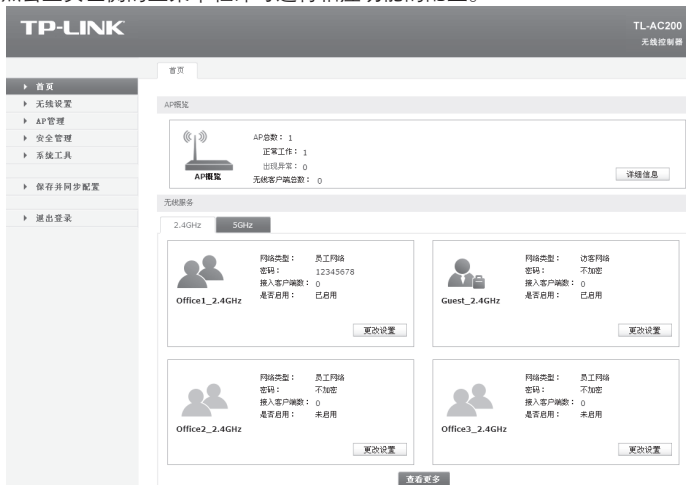 TP-LINK
TL-AC200
无线控制器
首页
首页
无线设置
AP管理
安全管理
系统工具
保存并同步配置
退出登录
AP概览
AP概览
AP总数： 1
正常工作： 1
出现异常： 0
无线客户端总数： 0
详细信息
无线服务
2.4GHz 5GHz
Office1_2.4GHz
网络类型： 员工网络
密码： 12345678
接入客户端数： 0
是否启用： 已启用
更改设置
Guest_2.4GHz
网络类型： 访客网络
密码： 不加密
接入客户端数： 0
是否启用： 已启用
更改设置
Office2_2.4GHz
网络类型： 员工网络
密码： 不加密
接入客户端数： 0
是否启用： 未启用
更改设置
Office3_2.4GHz
网络类型： 员工网络
密码： 不加密
接入客户端数： 0
是否启用： 未启用
更改设置
查看更多